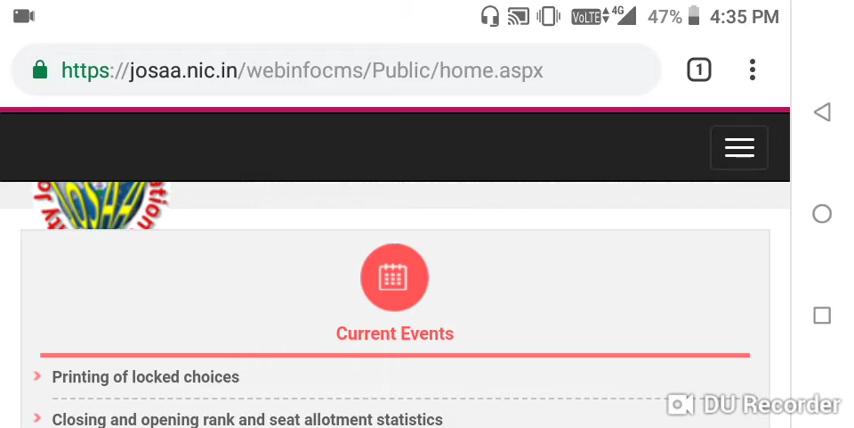 VoLTE 4G 47% 4:35 PM
https://josaa.nic.in/webinfocms/Public/home.aspx 1
Current Events
Printing of locked choices
Closing and opening rank and seat allotment statistics
DU Recorder